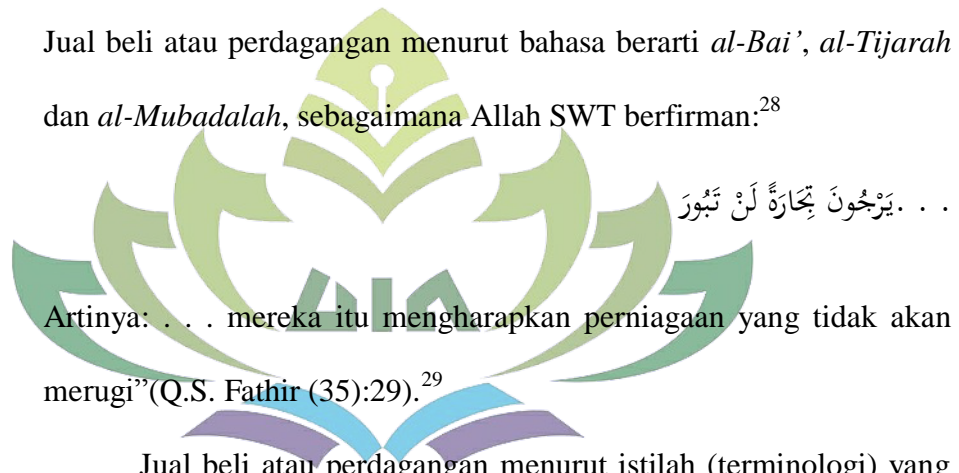 Jual beli atau perdagangan menurut bahasa berarti al-Bai’, al-Tijarah
dan al-Mubadalah, sebagaimana Allah SWT berfirman:28
. . .يَرْجُونَ تِجَارَةً لَنْ تَبُورَ
Artinya: . . . mereka itu mengharapkan perniagaan yang tidak akan
merugi”(Q.S. Fathir (35):29).29
Jual beli atau perdagangan menurut istilah (terminologi) yang